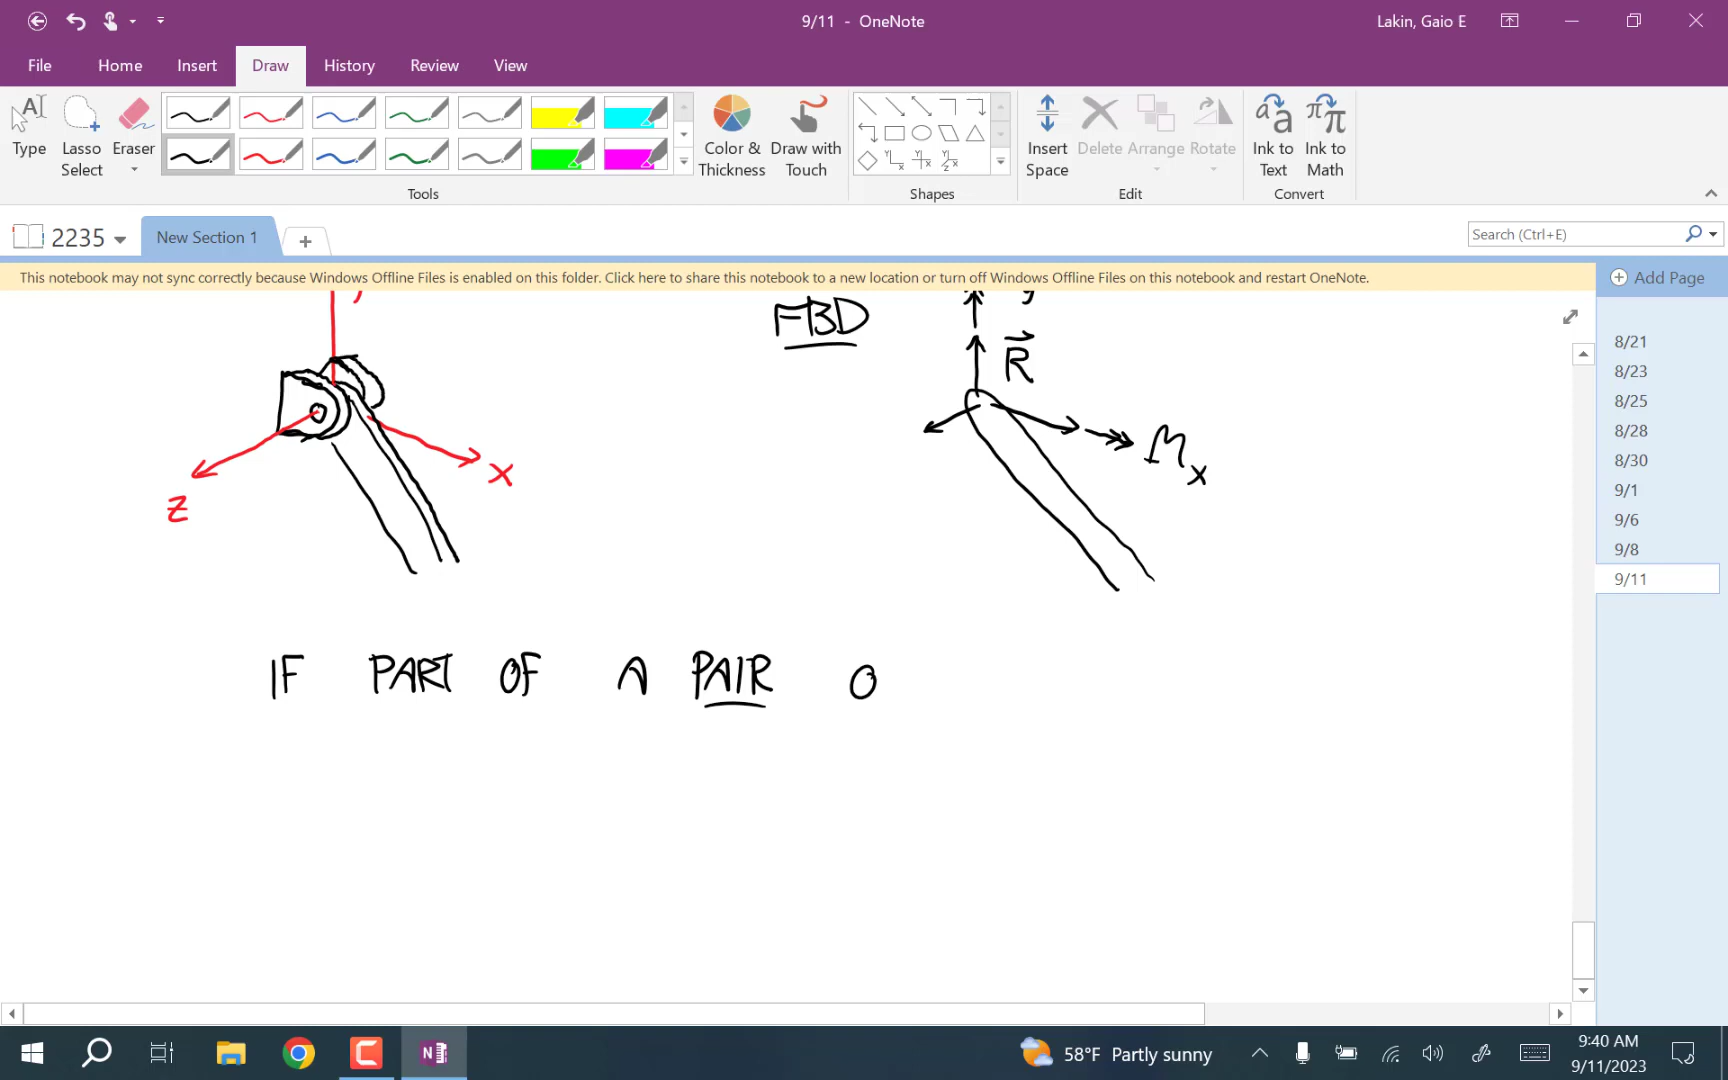 9/11 - OneNote
Lakin, Gaio E
File Home Insert Draw History Review View
Type
Lasso Select
Eraser
Color & Thickness
Draw with Touch
Insert Space
Delete
Arrange
Rotate
Ink to Text
Ink to Math
Tools
Shapes
Edit
Convert
2235
New Section 1
Search (Ctrl+E)
This notebook may not sync correctly because Windows Offline Files is enabled on this folder. Click here to share this notebook to a new location or turn off Windows Offline Files on this notebook and restart OneNote.
Add Page
8/21
8/23
8/25
8/28
8/30
9/1
9/6
9/8
9/11
FBD
R
x
z
Mx
IF PART OF A PAIR O
58°F Partly sunny
9:40 AM
9/11/2023